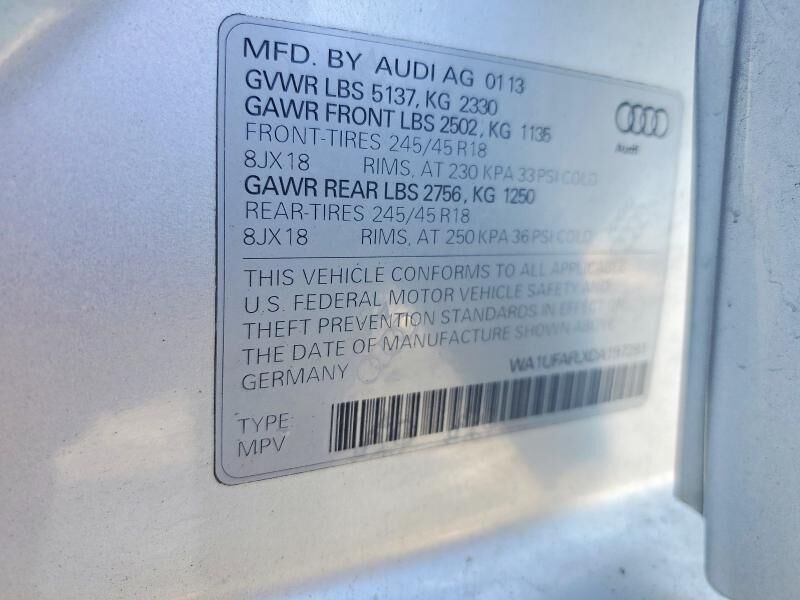 MFD. BY AUDI AG 0113
GVWR LBS 5137, KG 2330
GAWR FRONT LBS 2502, KG 1135
FRONT-TIRES 245/45 R18
8JX18 RIMS, AT 230 KPA 33 PSI COLD
GAWR REAR LBS 2756, KG 1250
REAR-TIRES 245/45 R18
8JX18 RIMS, AT 250 KPA 36 PSI COLD
THIS VEHICLE CONFORMS TO ALL APPLICABLE
U.S. FEDERAL MOTOR VEHICLE SAFETY AND
THEFT PREVENTION STANDARDS IN EFFECT ON
THE DATE OF MANUFACTURE SHOWN ABOVE
GERMANY
TYPE:
MPV
Audi